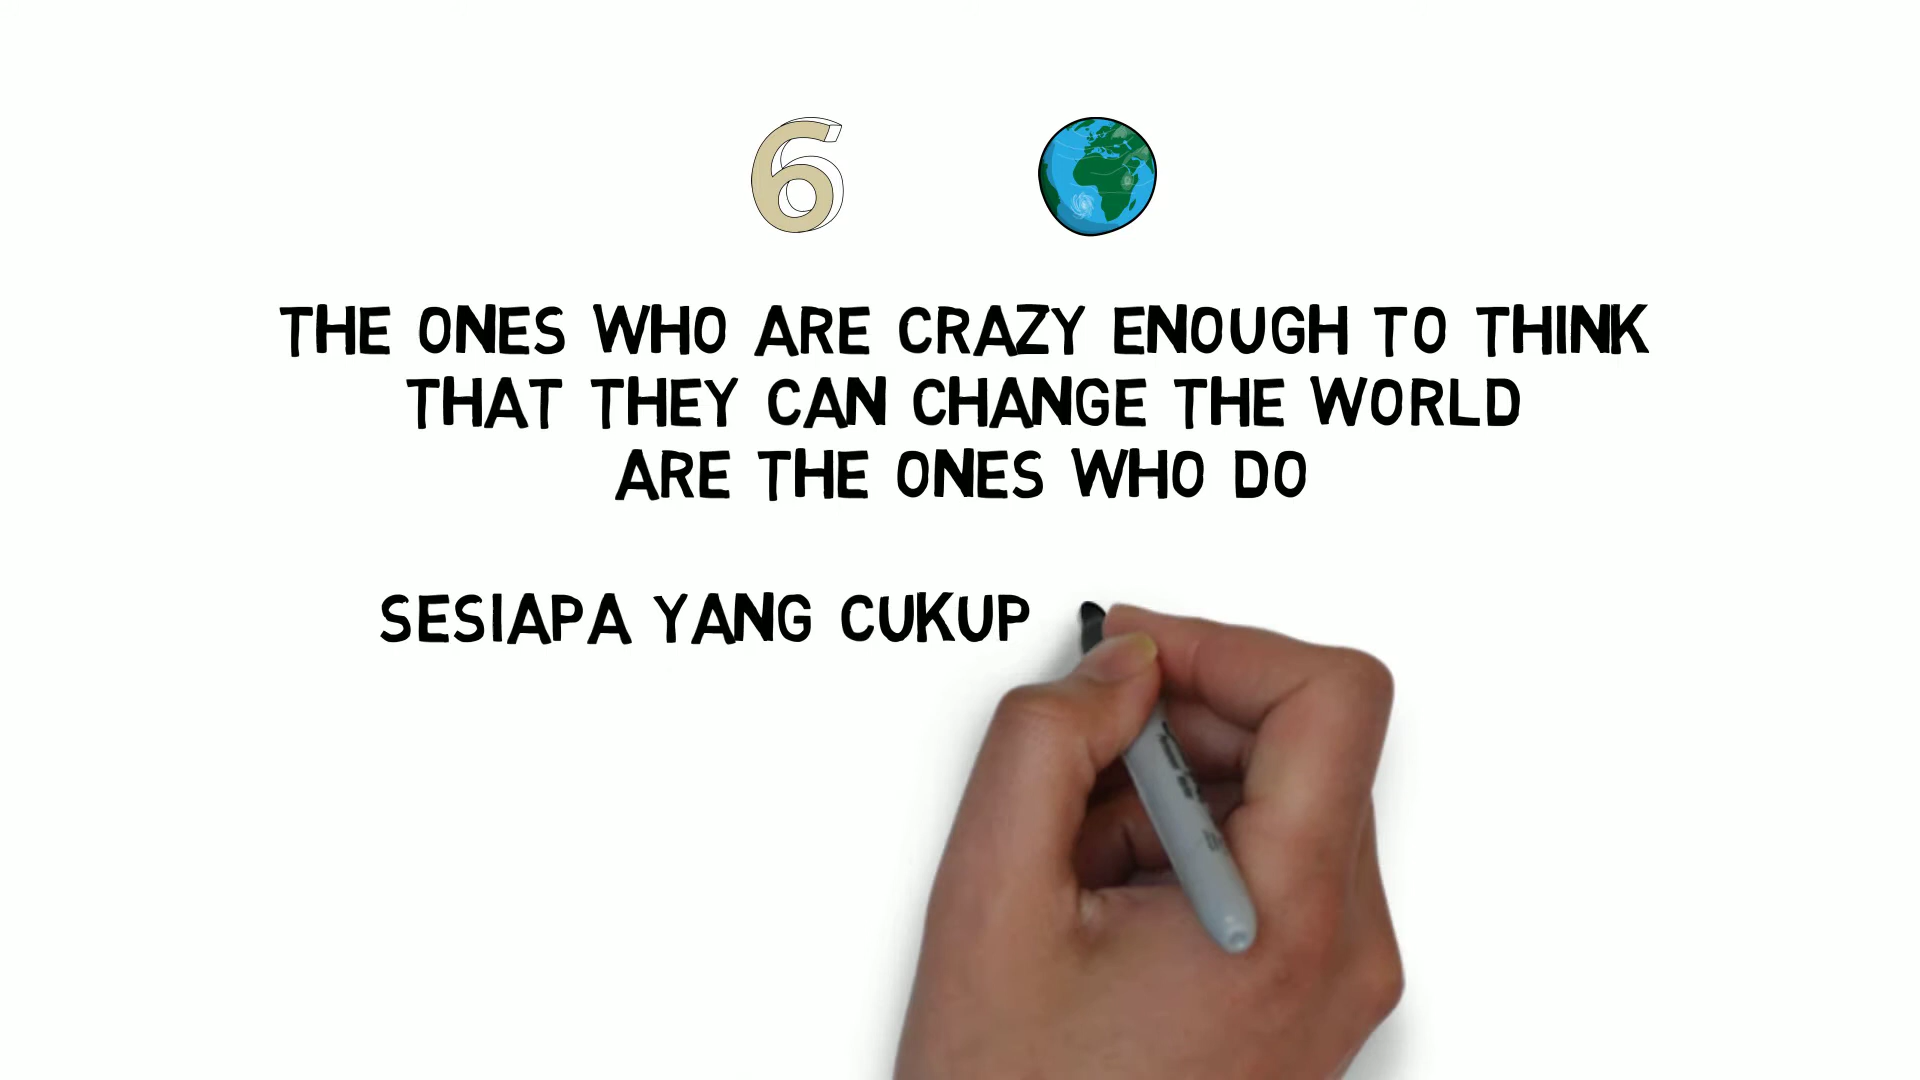 6
THE ONES WHO ARE CRAZY ENOUGH TO THINK
THAT THEY CAN CHANGE THE WORLD
ARE THE ONES WHO DO
SESIAPA YANG CUKUP